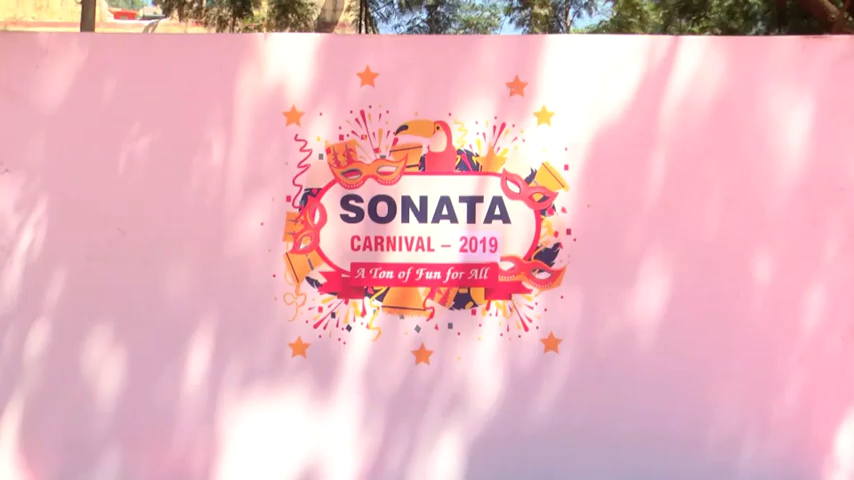 SONATA
CARNIVAL – 2019
A Ton of Fun for All